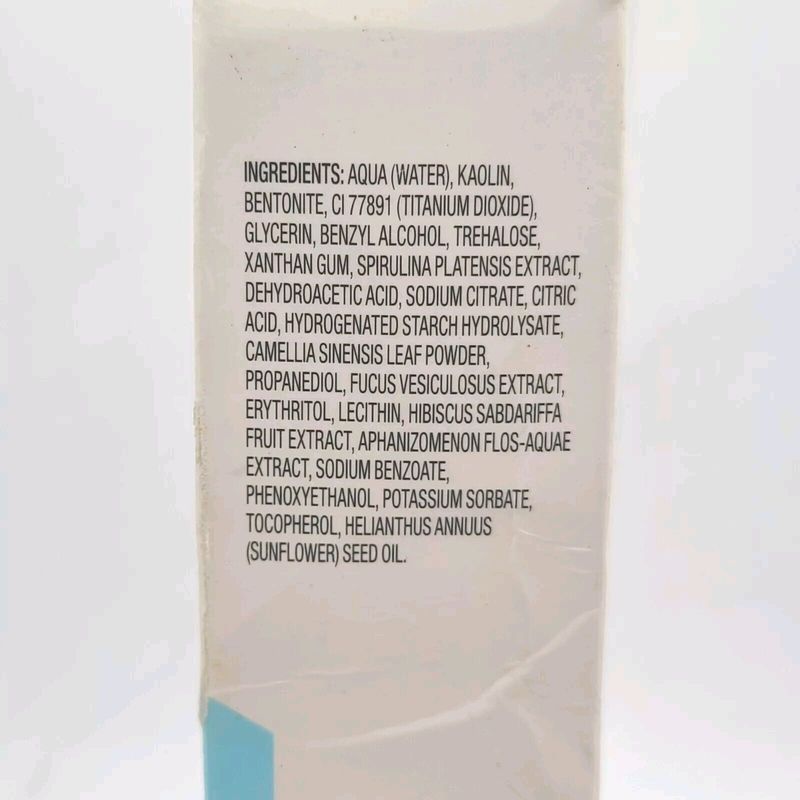 INGREDIENTS: AQUA (WATER), KAOLIN,
BENTONITE, CI 77891 (TITANIUM DIOXIDE),
GLYCERIN, BENZYL ALCOHOL, TREHALOSE,
XANTHAN GUM, SPIRULINA PLATENSIS EXTRACT,
DEHYDROACETIC ACID, SODIUM CITRATE, CITRIC
ACID, HYDROGENATED STARCH HYDROLYSATE,
CAMELLIA SINENSIS LEAF POWDER,
PROPANEDIOL, FUCUS VESICULOSUS EXTRACT,
ERYTHRITOL, LECITHIN, HIBISCUS SABDARIFFA
FRUIT EXTRACT, APHANIZOMENON FLOS-AQUAE
EXTRACT, SODIUM BENZOATE,
PHENOXYETHANOL, POTASSIUM SORBATE,
TOCOPHEROL, HELIANTHUS ANNUUS
(SUNFLOWER) SEED OIL.